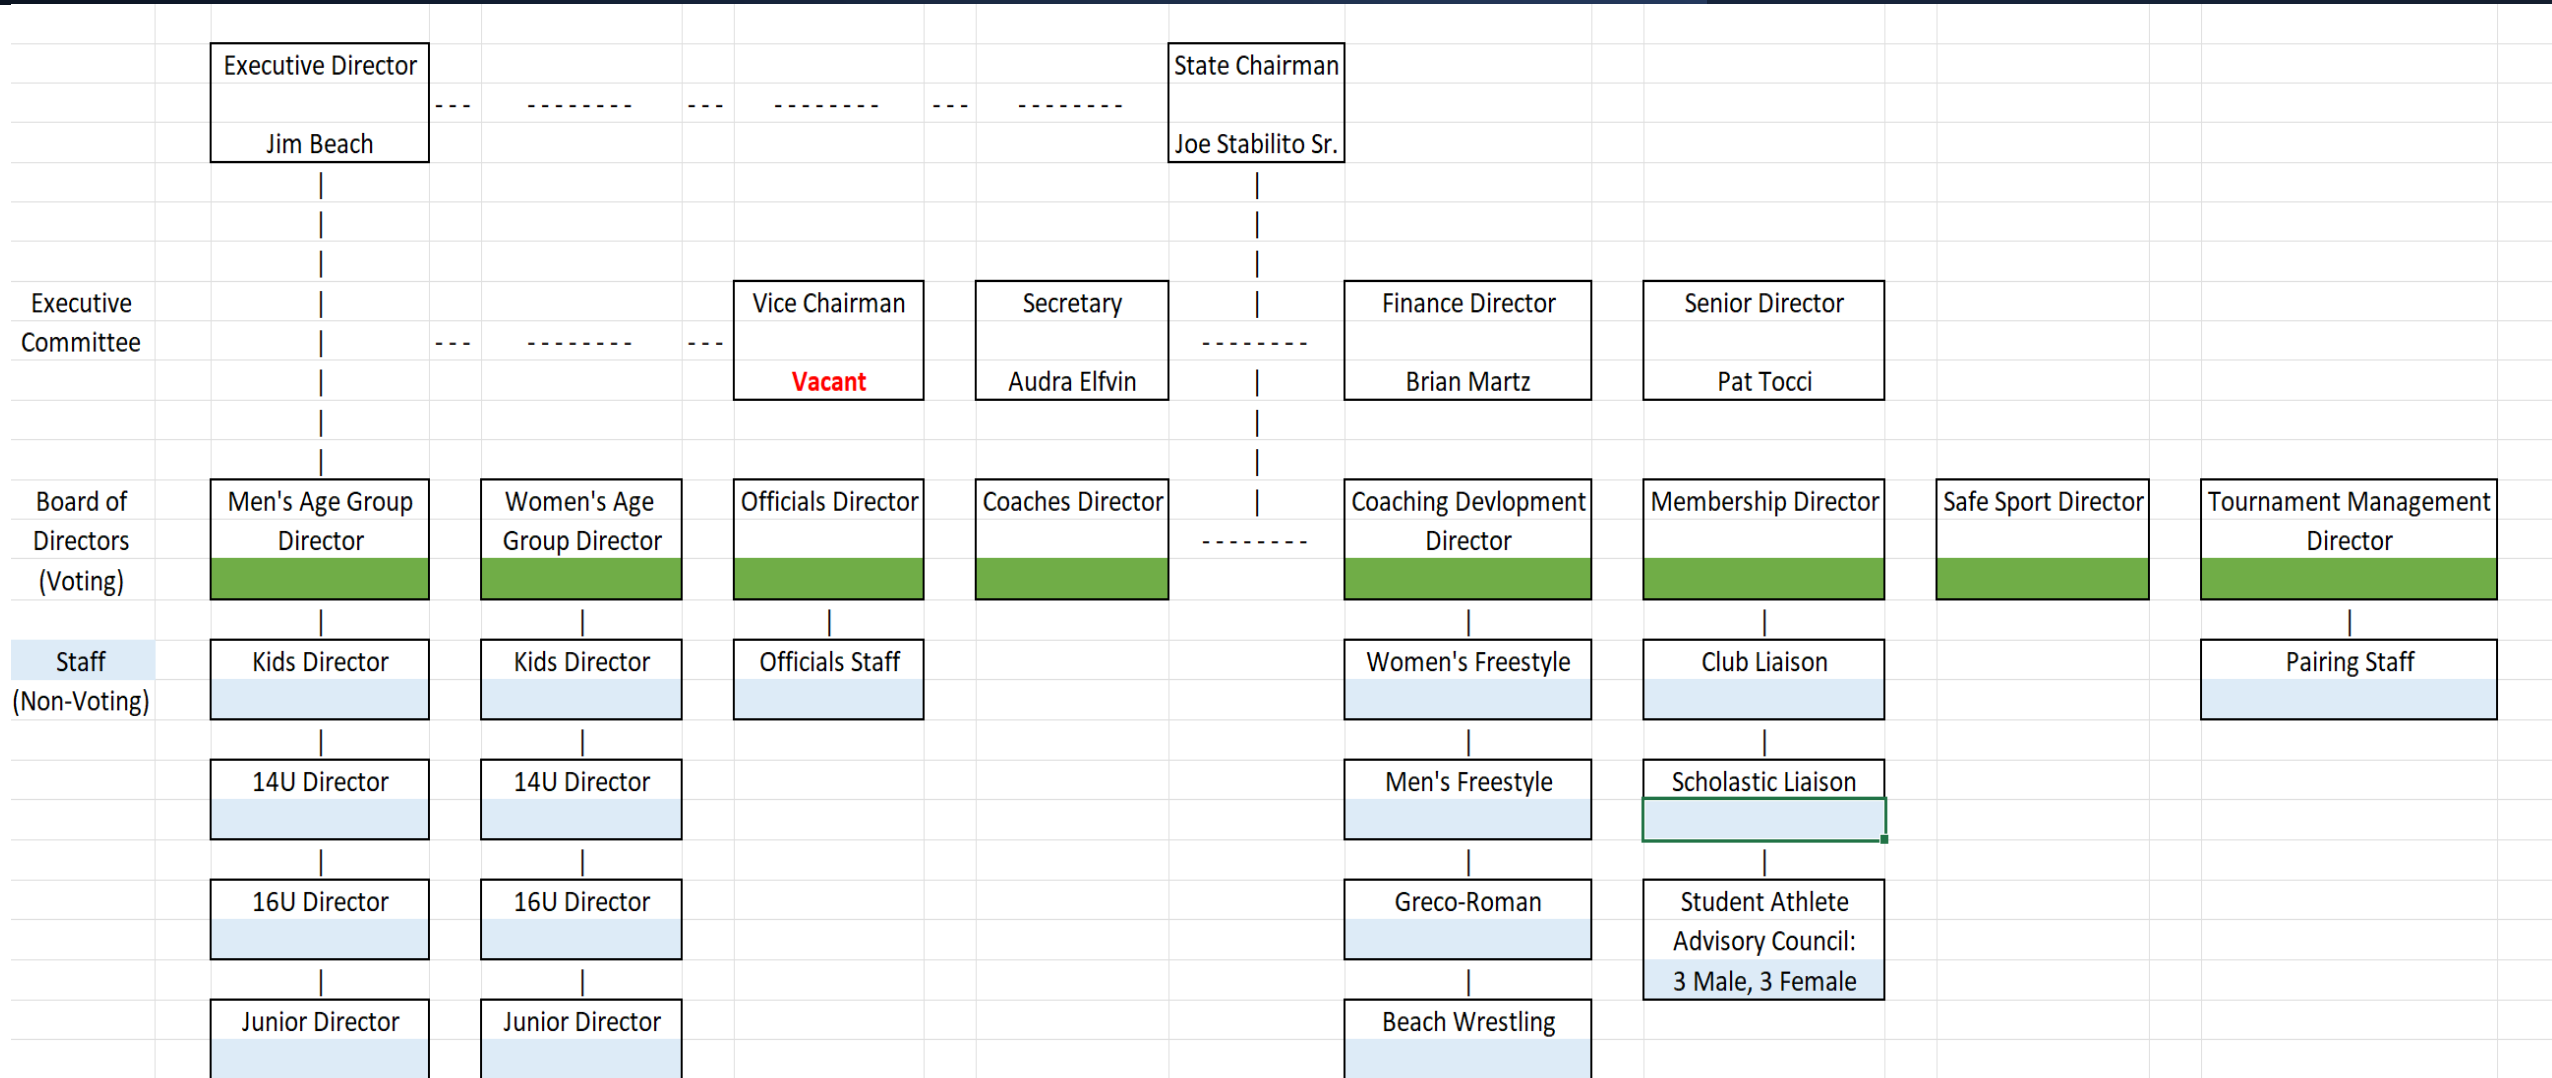 Executive Director
State Chairman
--- -------- --- -------- --- --------
Jim Beach
Joe Stabilito Sr.
Executive
Committee
Vice Chairman
Secretary
Finance Director
Senior Director
--- -------- --- --------
Vacant
Audra Elfvin
Brian Martz
Pat Tocci
Board of
Directors
(Voting)
Men's Age Group
Director
Women's Age
Group Director
Officials Director
Coaches Director
--------
Coaching Devlopment
Director
Membership Director
Safe Sport Director
Tournament Management
Director
Staff
(Non-Voting)
Kids Director
Kids Director
Officials Staff
Women's Freestyle
Club Liaison
Pairing Staff
14U Director
14U Director
Men's Freestyle
Scholastic Liaison
16U Director
16U Director
Greco-Roman
Student Athlete
Advisory Council:
3 Male, 3 Female
Junior Director
Junior Director
Beach Wrestling